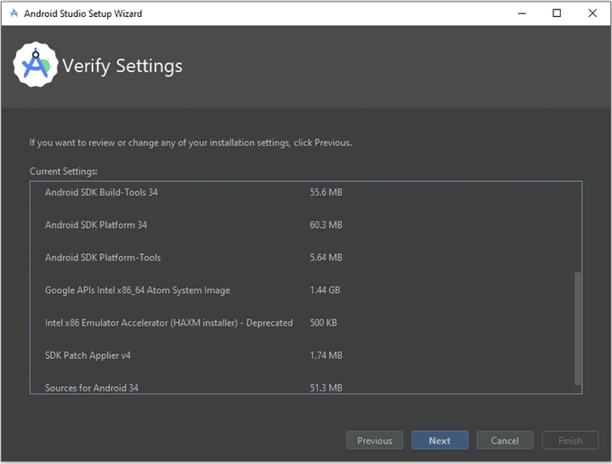 Android Studio Setup Wizard
Verify Settings
If you want to review or change any of your installation settings, click Previous.
Current Settings:
Android SDK Build-Tools 34 55.6 MB
Android SDK Platform 34 60.3 MB
Android SDK Platform-Tools 5.64 MB
Google APIs Intel x86_64 Atom System Image 1.44 GB
Intel x86 Emulator Accelerator (HAXM installer) - Deprecated 500 KB
SDK Patch Applier v4 1.74 MB
Sources for Android 34 51.3 MB
Previous Next Cancel Finish